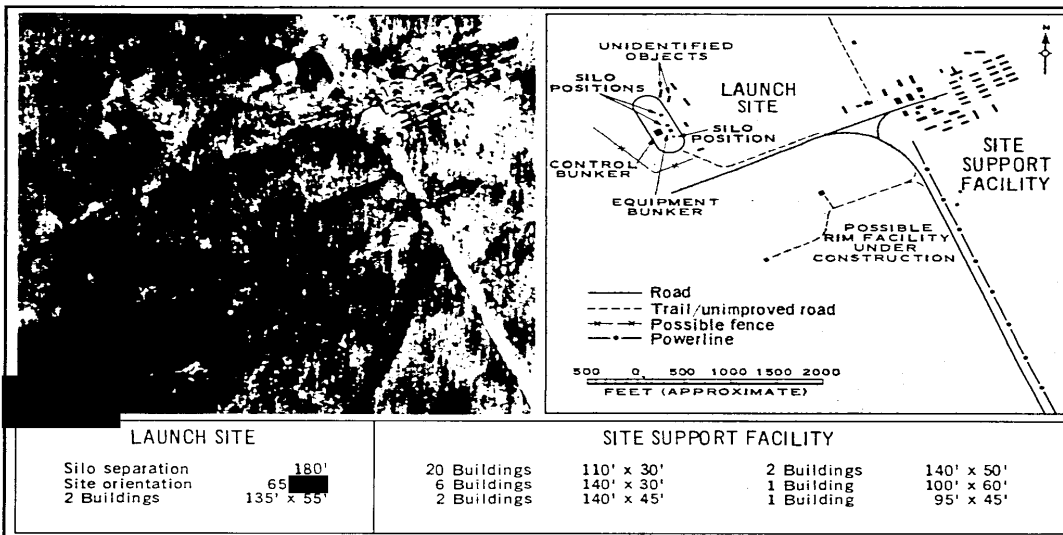 UNIDENTIFIED
OBJECTS
SILO
POSITIONS
LAUNCH
SITE
SILO
POSITION
CONTROL
BUNKER
EQUIPMENT
BUNKER
N
SITE
SUPPORT
FACILITY
POSSIBLE
RIM FACILITY
UNDER
CONSTRUCTION
Road
Trail/unimproved road
Possible fence
Powerline
500 0 500 1000 1500 2000
FEET (APPROXIMATE)
LAUNCH SITE
Silo separation 180'
Site orientation 65
2 Buildings 135' x 55'
SITE SUPPORT FACILITY
20 Buildings 110' x 30' 2 Buildings 140' x 50'
6 Buildings 140' x 30' 1 Building 100' x 60'
2 Buildings 140' x 45' 1 Building 95' x 45'